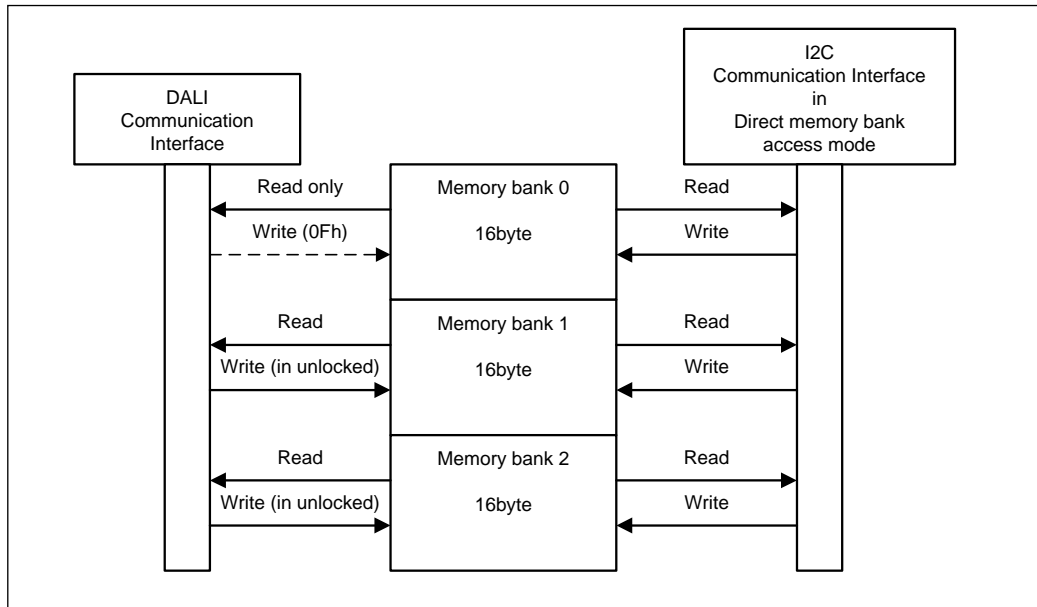 DALI
Communication
Interface
I2C
Communication Interface
in
Direct memory bank
access mode
Read only
Memory bank 0
Read
Write (0Fh)
16byte
Write
Read
Memory bank 1
Read
Write (in unlocked)
16byte
Write
Read
Memory bank 2
Read
Write (in unlocked)
16byte
Write